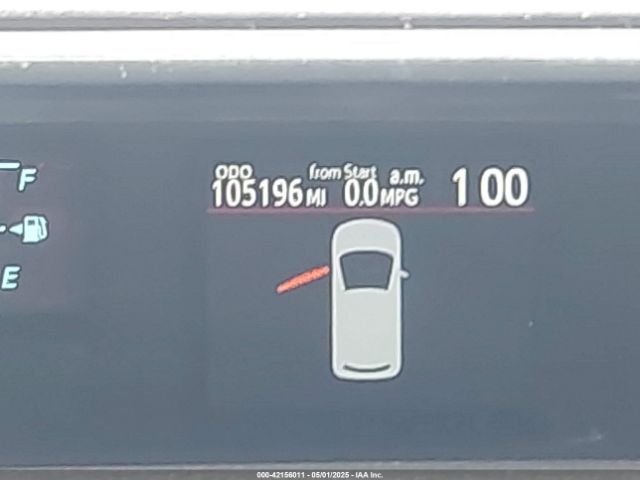 ODO from Start a.m. 1 00
105196 MI 0.0 MPG
F
E
000-42156011 - 05/01/2025 - IAA Inc.